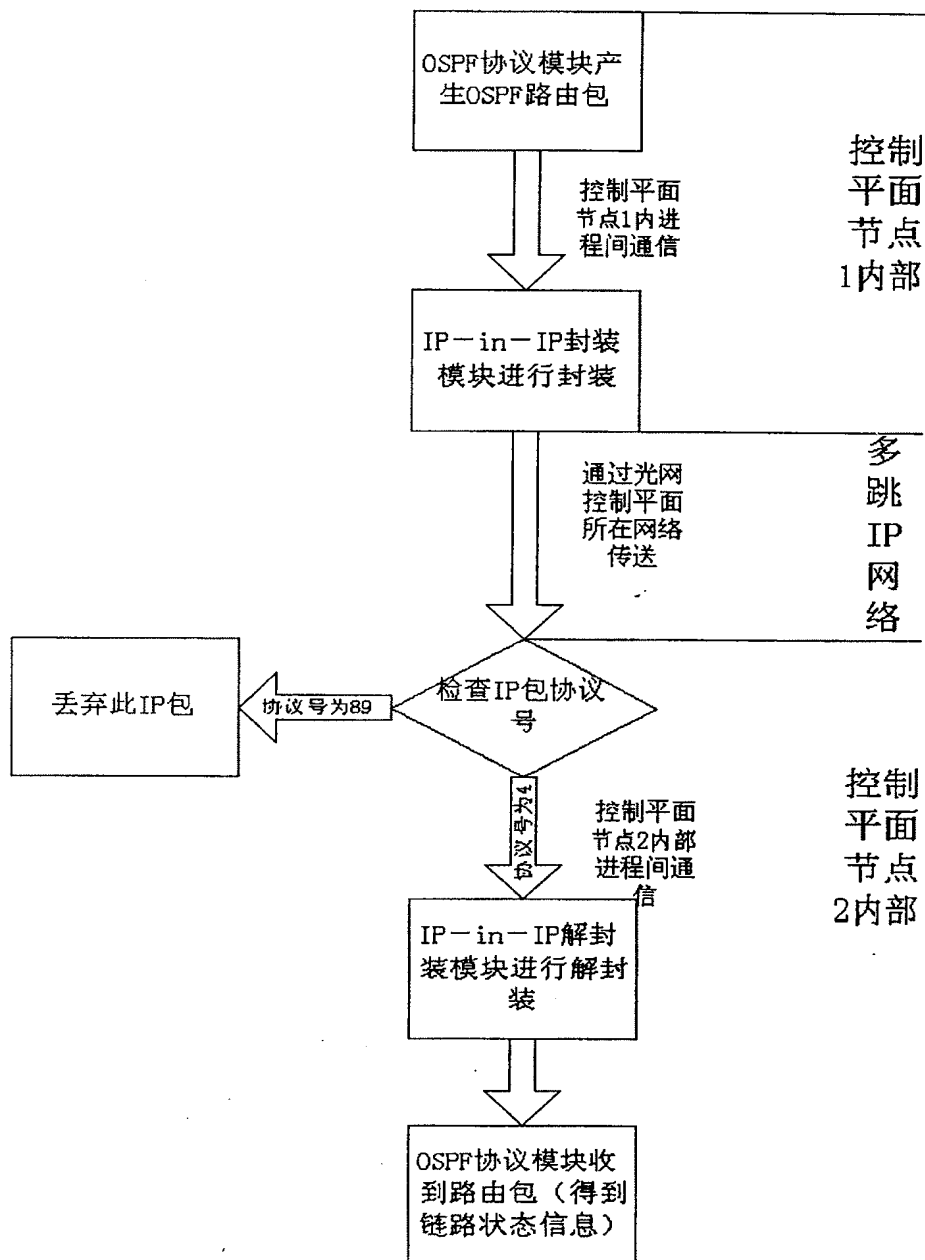 OSPF协议模块产
生OSPF路由包
控制平面
节点1内进
程间通信
控制
平面
节点
1内部
IP-in-IP封装
模块进行封装
通过光网
控制平面
所在网络
传送
多
跳
IP
网
络
检查IP包协议
号
协议号为89
丢弃此IP包
协议号为4
控制平面
节点2内部
进程间通
信
控制
平面
节点
2内部
IP-in-IP解封
装模块进行解封
装
OSPF协议模块收
到路由包（得到
链路状态信息）